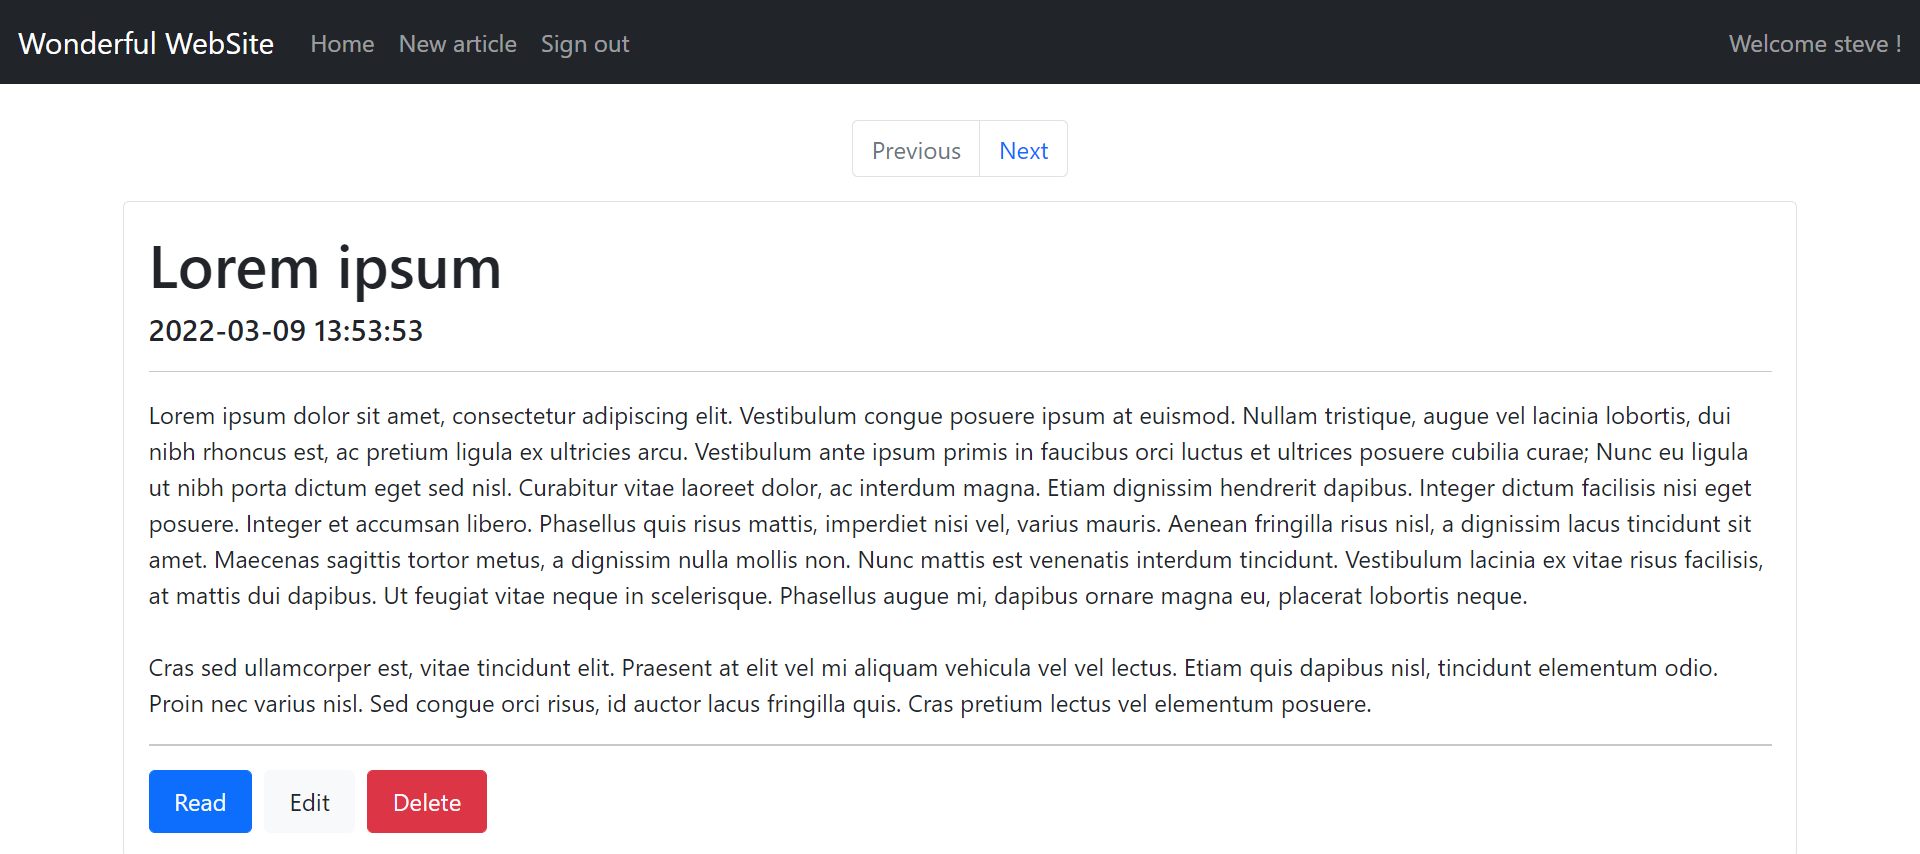 Wonderful WebSite Home New article Sign out Welcome steve !
Previous Next
Lorem ipsum
2022-03-09 13:53:53
Lorem ipsum dolor sit amet, consectetur adipiscing elit. Vestibulum congue posuere ipsum at euismod. Nullam tristique, augue vel lacinia lobortis, dui
nibh rhoncus est, ac pretium ligula ex ultricies arcu. Vestibulum ante ipsum primis in faucibus orci luctus et ultrices posuere cubilia curae; Nunc eu ligula
ut nibh porta dictum eget sed nisl. Curabitur vitae laoreet dolor, ac interdum magna. Etiam dignissim hendrerit dapibus. Integer dictum facilisis nisi eget
posuere. Integer et accumsan libero. Phasellus quis risus mattis, imperdiet nisi vel, varius mauris. Aenean fringilla risus nisl, a dignissim lacus tincidunt sit
amet. Maecenas sagittis tortor metus, a dignissim nulla mollis non. Nunc mattis est venenatis interdum tincidunt. Vestibulum lacinia ex vitae risus facilisis,
at mattis dui dapibus. Ut feugiat vitae neque in scelerisque. Phasellus augue mi, dapibus ornare magna eu, placerat lobortis neque.
Cras sed ullamcorper est, vitae tincidunt elit. Praesent at elit vel mi aliquam vehicula vel vel lectus. Etiam quis dapibus nisl, tincidunt elementum odio.
Proin nec varius nisl. Sed congue orci risus, id auctor lacus fringilla quis. Cras pretium lectus vel elementum posuere.
Read Edit Delete